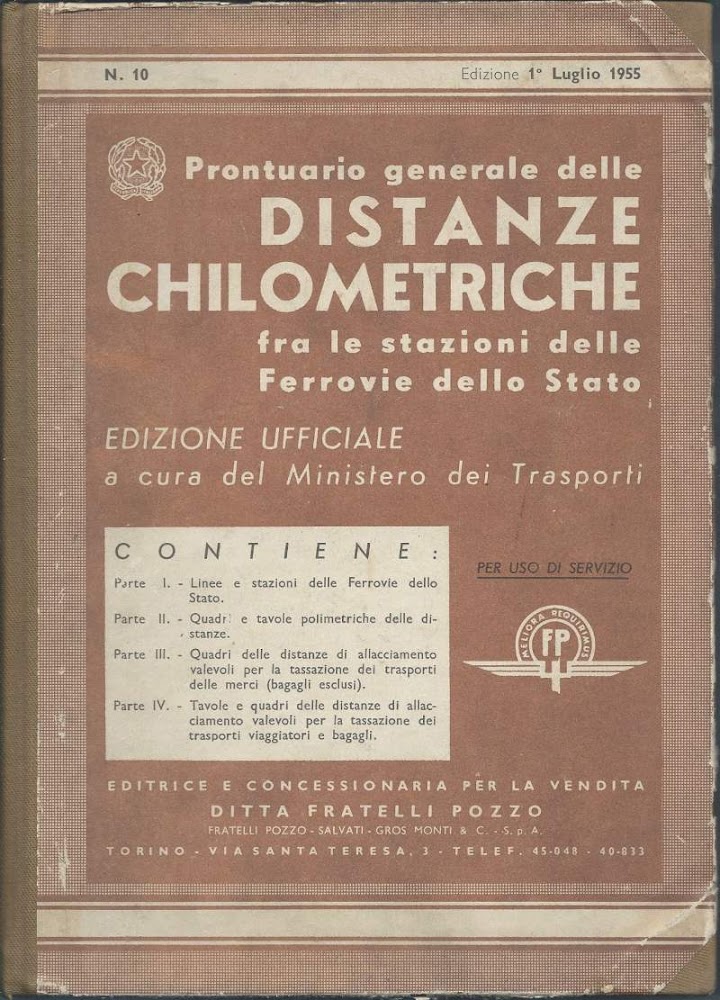 N. 10
Edizione 1° Luglio 1955
Prontuario generale delle
DISTANZE
CHILOMETRICHE
fra le stazioni delle
Ferrovie dello Stato
EDIZIONE UFFICIALE
a cura del Ministero dei Trasporti
CONTIENE:
Parte I. - Linee e stazioni delle Ferrovie dello
Stato.
Parte II. - Quadr e tavole polimetriche delle di-
stanze.
Parte III. - Quadri delle distanze di allacciamento
valevoli per la tassazione dei trasporti
delle merci (bagagli esclusi).
Parte IV. - Tavole e quadri delle distanze di allac-
ciamento valevoli per la tassazione dei
trasporti viaggiatori e bagagli.
PER USO DI SERVIZIO
MELIORA REQUIRIMUS
FP
EDITRICE E CONCESSIONARIA PER LA VENDITA
DITTA FRATELLI POZZO
FRATELLI POZZO - SALVATI - GROS MONTI & C. - S. p. A.
TORINO - VIA SANTA TERESA, 3 - TELEF. 45-048 - 40-833